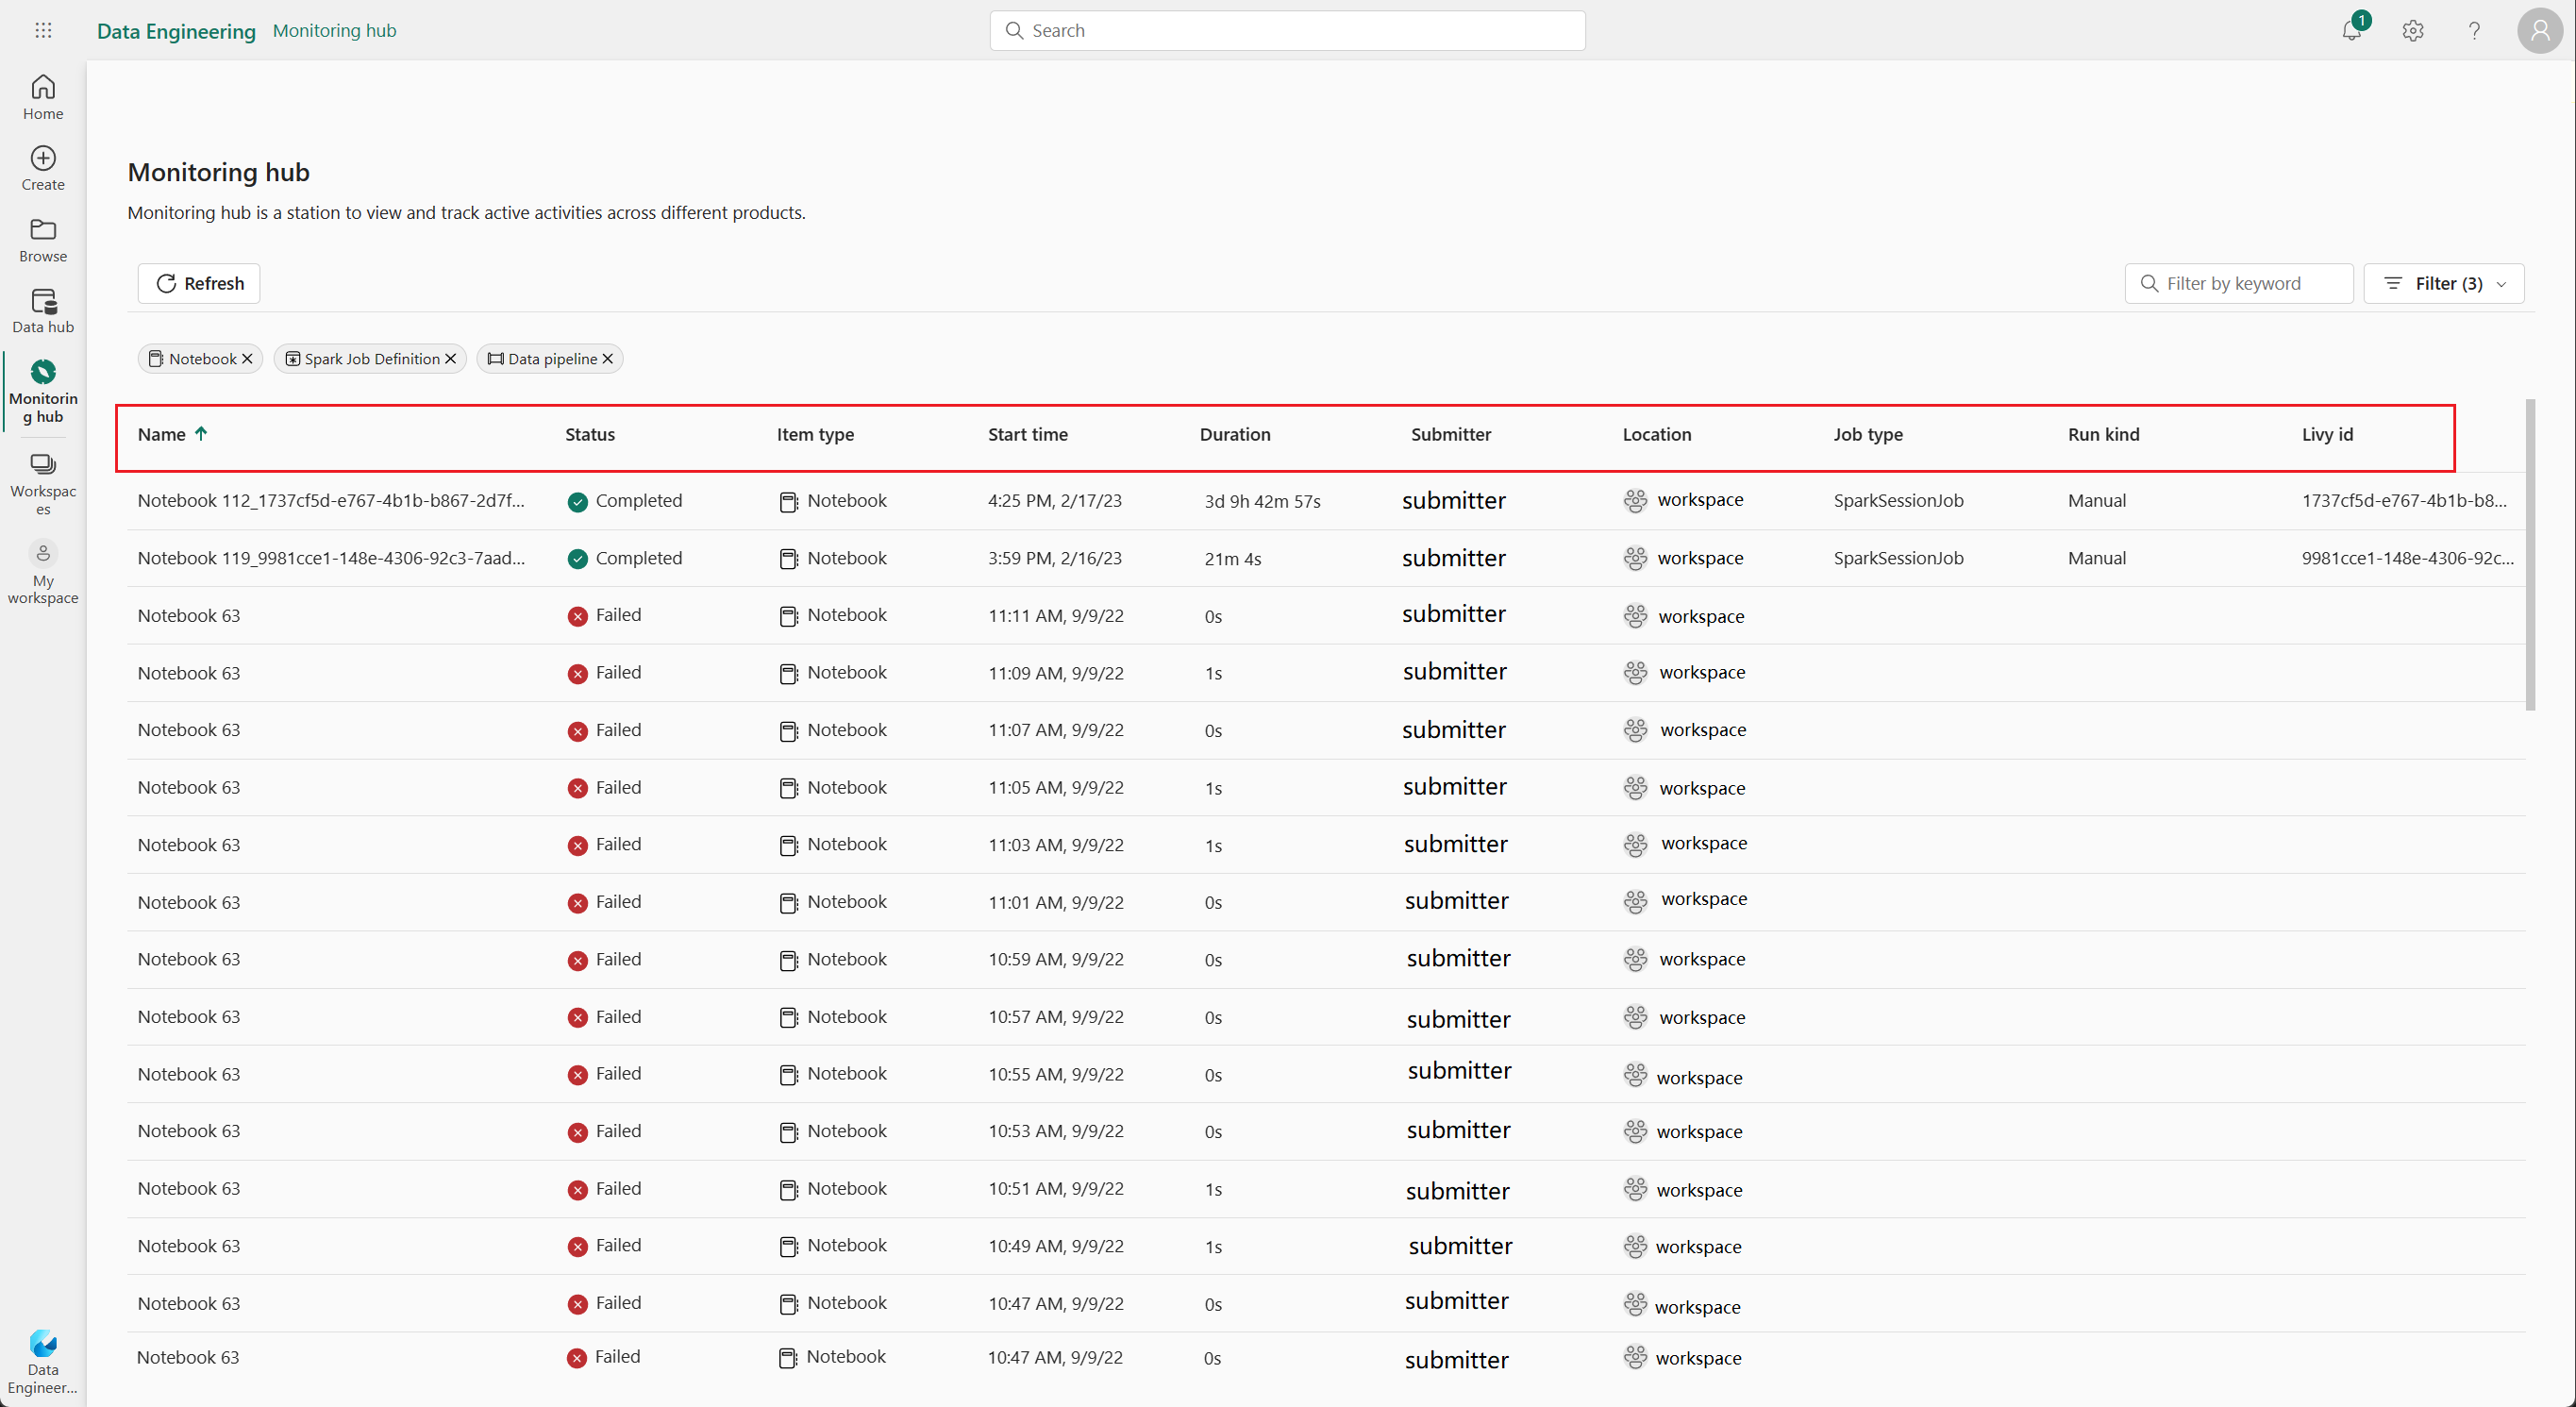 Data Engineering Monitoring hub
Search
1
Home
Create
Browse
Data hub
Monitorin
g hub
Workspac
es
My
workspace
Data
Engineer...
Monitoring hub
Monitoring hub is a station to view and track active activities across different products.
Refresh
Filter by keyword
Filter (3)
Notebook
Spark Job Definition
Data pipeline
Name Status Item type Start time Duration Submitter Location Job type Run kind Livy id
Notebook 112_1737cf5d-e767-4b1b-b867-2d7f... Completed Notebook 4:25 PM, 2/17/23 3d 9h 42m 57s submitter workspace SparkSessionJob Manual 1737cf5d-e767-4b1b-b8...
Notebook 119_9981cce1-148e-4306-92c3-7aad... Completed Notebook 3:59 PM, 2/16/23 21m 4s submitter workspace SparkSessionJob Manual 9981cce1-148e-4306-92c...
Notebook 63 Failed Notebook 11:11 AM, 9/9/22 0s submitter workspace
Notebook 63 Failed Notebook 11:09 AM, 9/9/22 1s submitter workspace
Notebook 63 Failed Notebook 11:07 AM, 9/9/22 0s submitter workspace
Notebook 63 Failed Notebook 11:05 AM, 9/9/22 1s submitter workspace
Notebook 63 Failed Notebook 11:03 AM, 9/9/22 1s submitter workspace
Notebook 63 Failed Notebook 11:01 AM, 9/9/22 0s submitter workspace
Notebook 63 Failed Notebook 10:59 AM, 9/9/22 0s submitter workspace
Notebook 63 Failed Notebook 10:57 AM, 9/9/22 0s submitter workspace
Notebook 63 Failed Notebook 10:55 AM, 9/9/22 0s submitter workspace
Notebook 63 Failed Notebook 10:53 AM, 9/9/22 0s submitter workspace
Notebook 63 Failed Notebook 10:51 AM, 9/9/22 1s submitter workspace
Notebook 63 Failed Notebook 10:49 AM, 9/9/22 1s submitter workspace
Notebook 63 Failed Notebook 10:47 AM, 9/9/22 0s submitter workspace
Notebook 63 Failed Notebook 10:47 AM, 9/9/22 0s submitter workspace